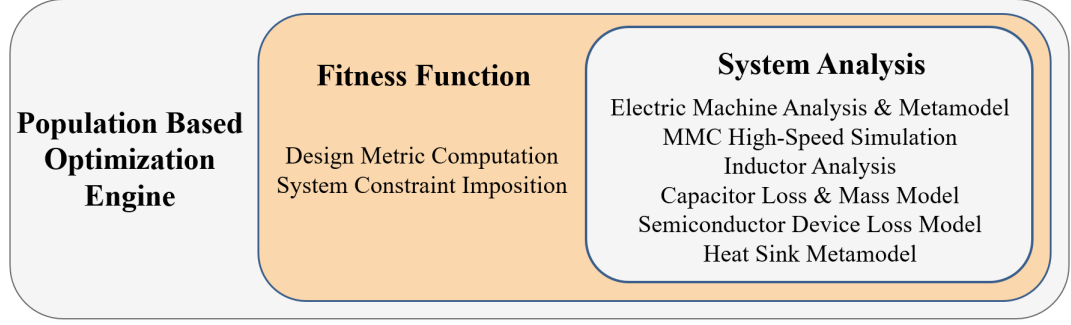 Population Based
Optimization
Engine
Fitness Function
Design Metric Computation
System Constraint Imposition
System Analysis
Electric Machine Analysis & Metamodel
MMC High-Speed Simulation
Inductor Analysis
Capacitor Loss & Mass Model
Semiconductor Device Loss Model
Heat Sink Metamodel